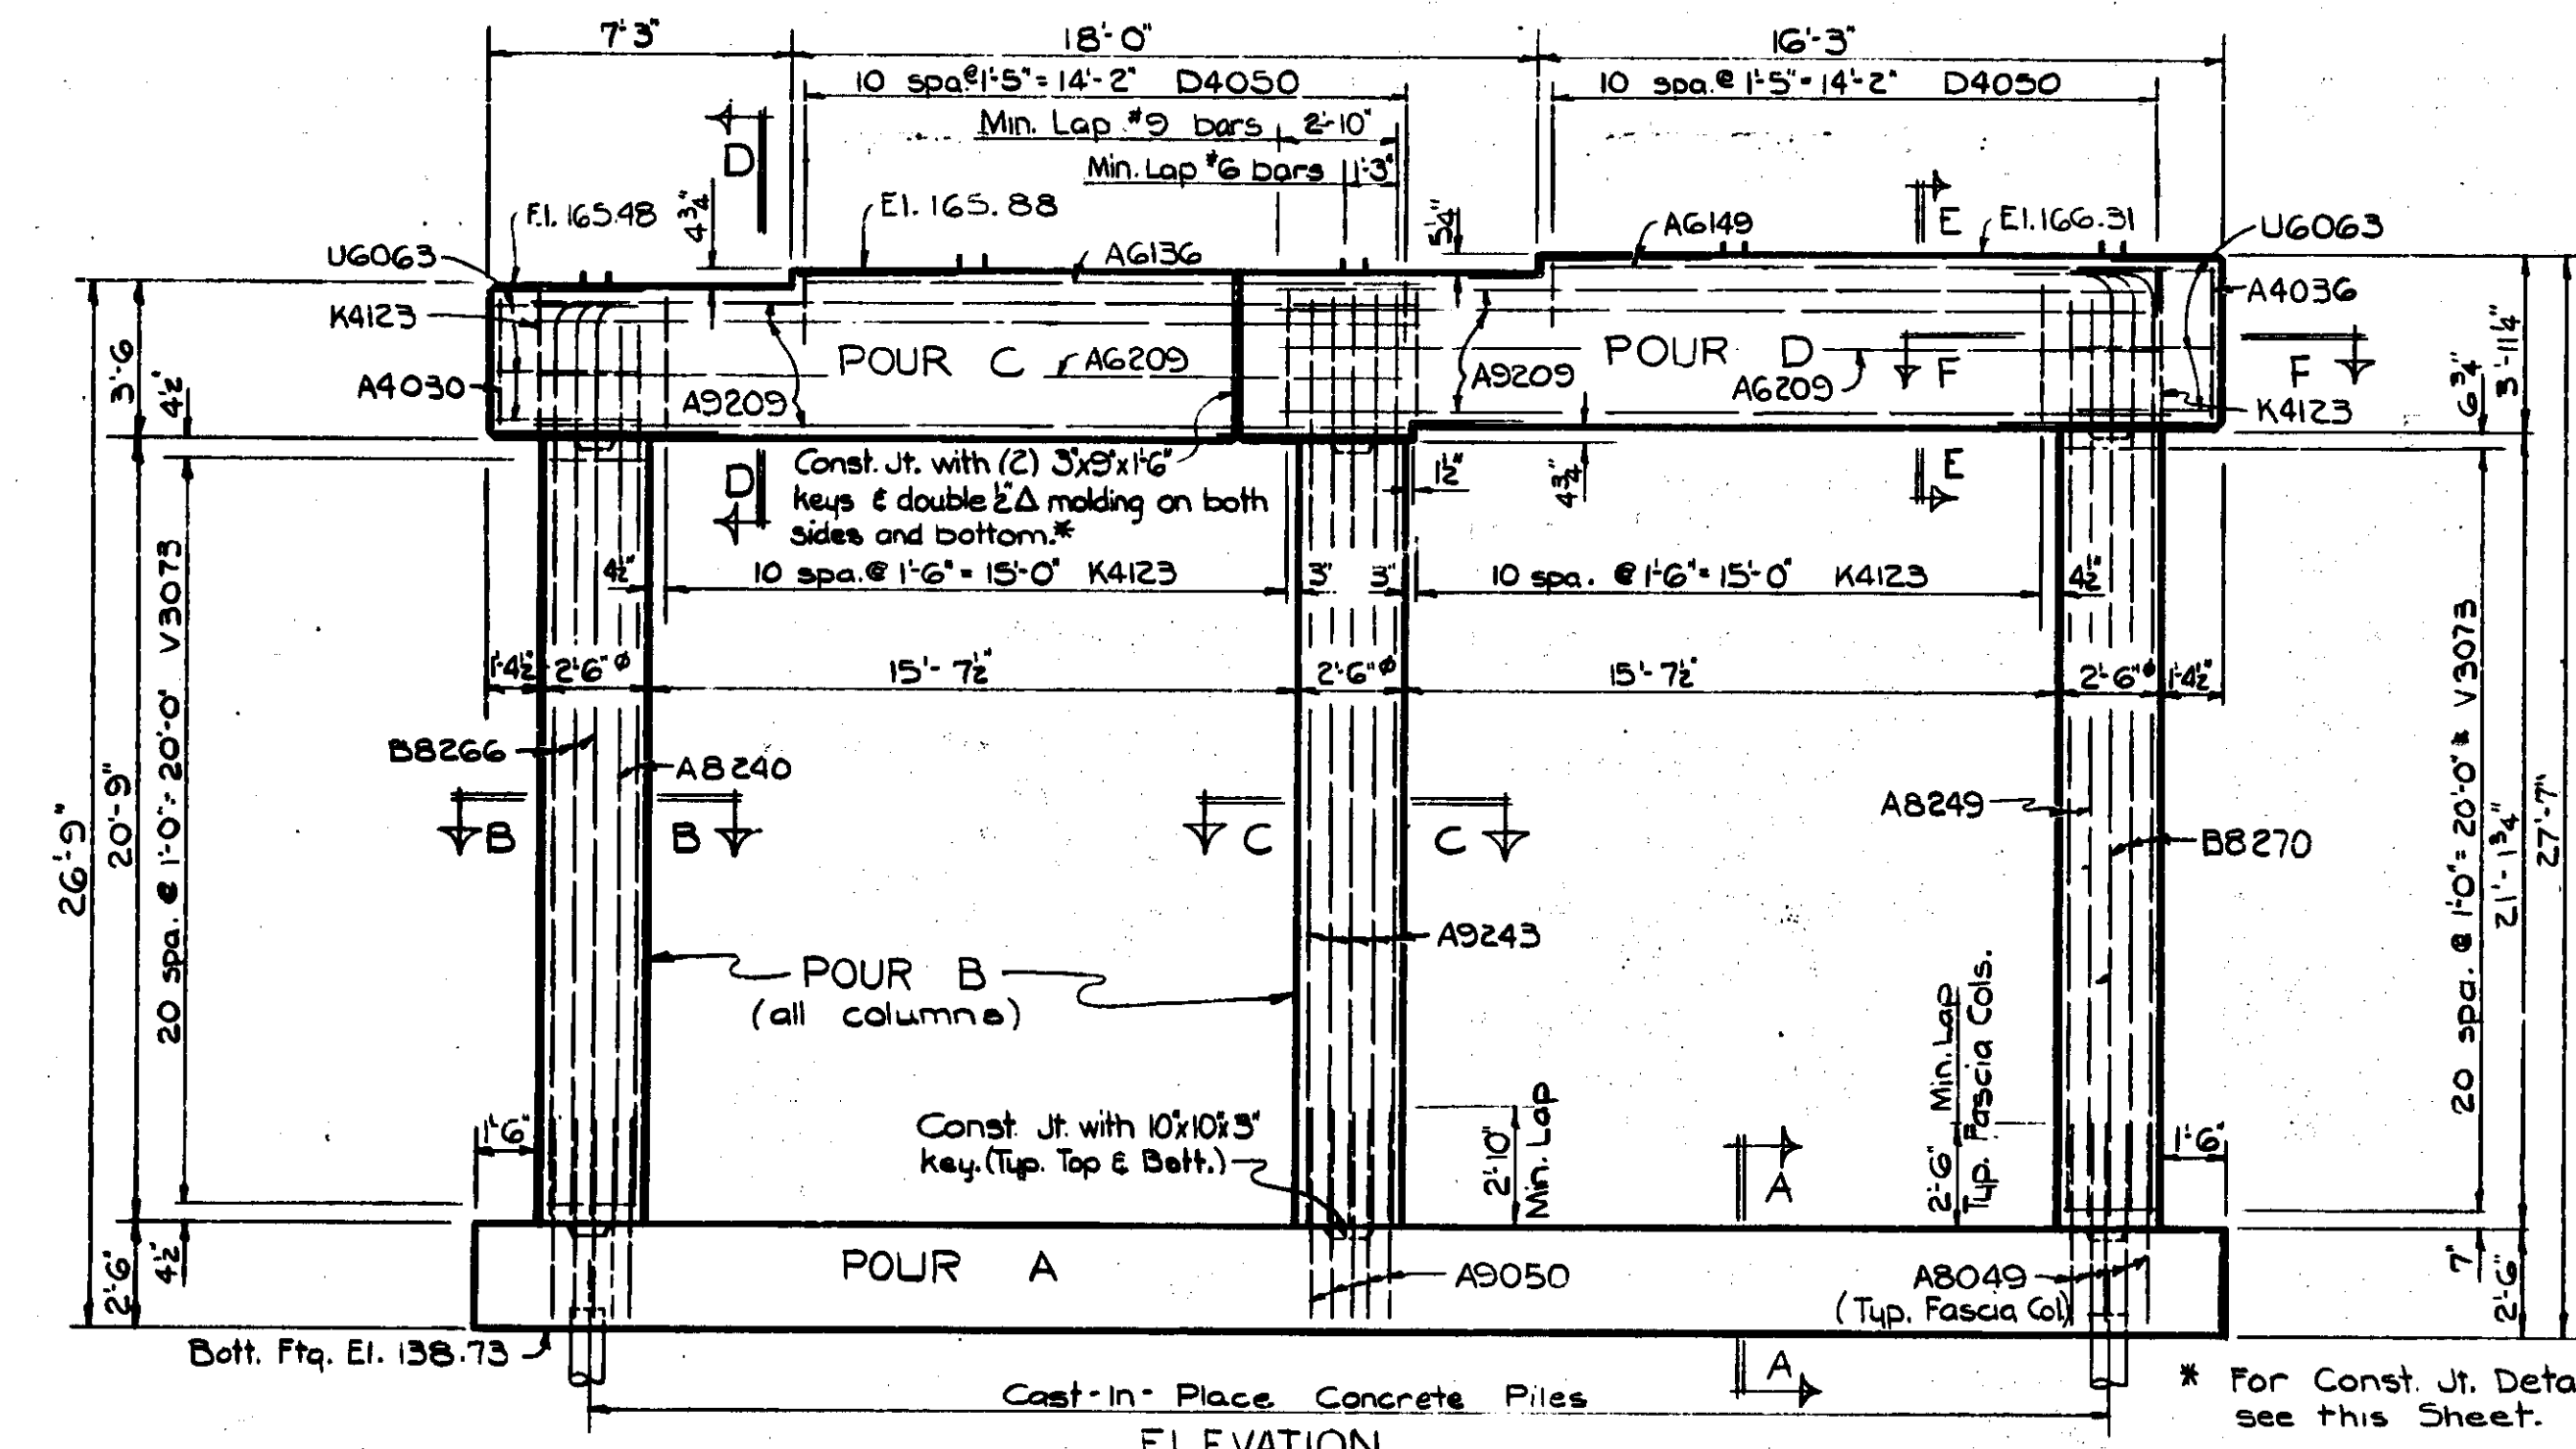 7'-3"
18'-0"
16'-3"
10 spa.@ 1'-5" = 14'-2" D4050
10 spa.@ 1'-5" = 14'-2" D4050
Min. Lap #9 bars 2'-10"
Min. Lap #6 bars 1'-3"
D
E
4 3/4"
5 1/4"
El. 165.48
El. 165.88
A6149
El. 166.31
U6063
A6136
U6063
K4123
A4036
POUR C
A6209
POUR D
A4030
A9209
A9209
A6209
F
F
K4123
3'-6
4 1/2"
6 3/4"
3'-11 1/4"
D
Const. Jt. with (2) 3"x9"x1'-6"
keys & double 1/2" Δ molding on both
sides and bottom.*
1 1/2"
4 3/4"
E
4 1/2"
10 spa. @ 1'-6" = 15'-0" K4123
3"
3"
10 spa. @ 1'-6" = 15'-0" K4123
4 1/2"
1'-4 1/2"
2'-6" ø
15'-7 1/2"
2'-6" ø
15'-7 1/2"
2'-6" ø
1'-4 1/2"
26'-9"
20'-9"
20 spa. @ 1'-0" = 20'-0" V3073
B8266
A8240
A8249
B8270
B
B
C
C
20 spa. @ 1'-0" = 20'-0" V3073
21'-1 3/4"
27'-7"
A9243
POUR B
(all columns)
1'-6"
Const. Jt. with 10"x10"x3"
key. (Typ. Top & Bott.)
2'-10"
Min. Lap
2'-6" Min. Lap
Typ. Fascia Cols.
1'-6"
A
2'-6"
4 1/2"
POUR A
A9050
A8049
(Typ. Fascia Col)
7"
2'-6"
Bott. Ftg. El. 138.73
A
Cast-In-Place Concrete Piles
* For Const. Jt. Deta
see this Sheet.
ELEVATION